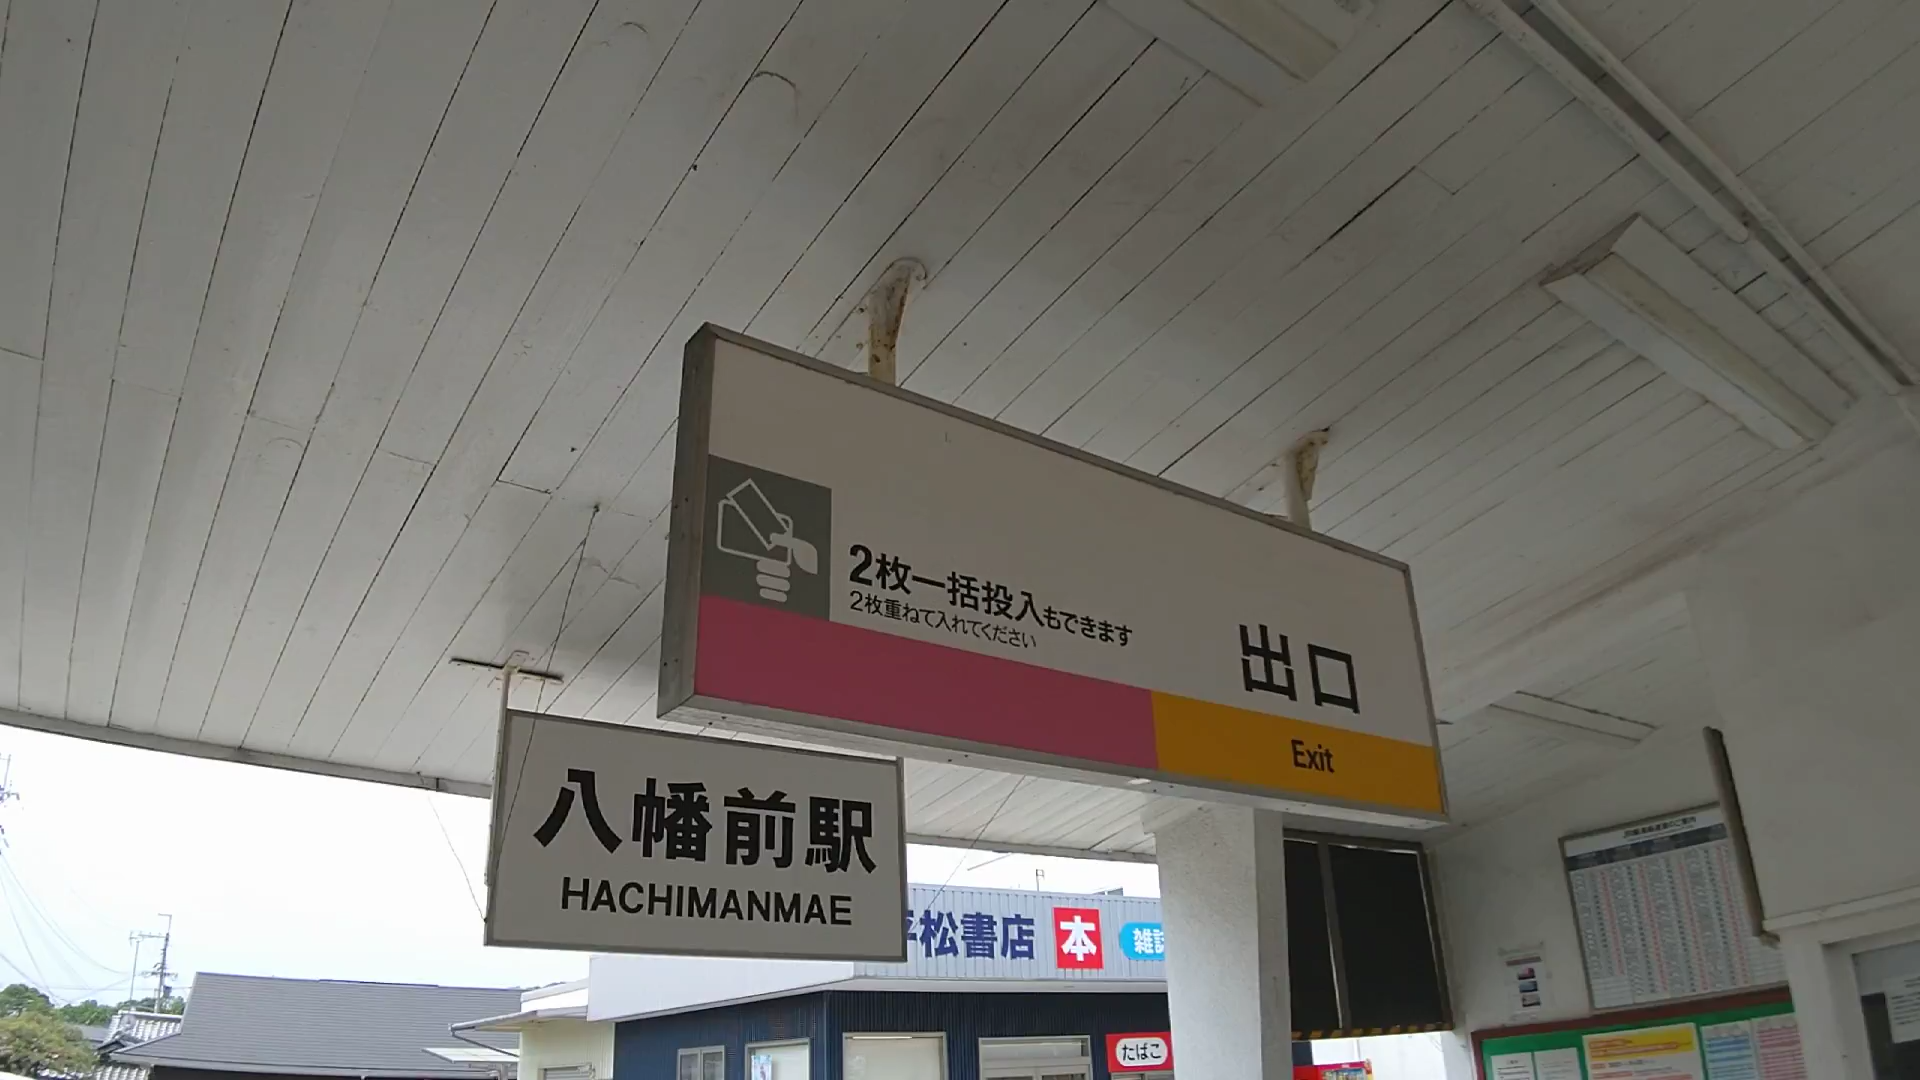 2枚一括投入もできます
2枚重ねて入れてください
出口
Exit
八幡前駅
HACHIMANMAE
松書店
本
雑誌
たばこ